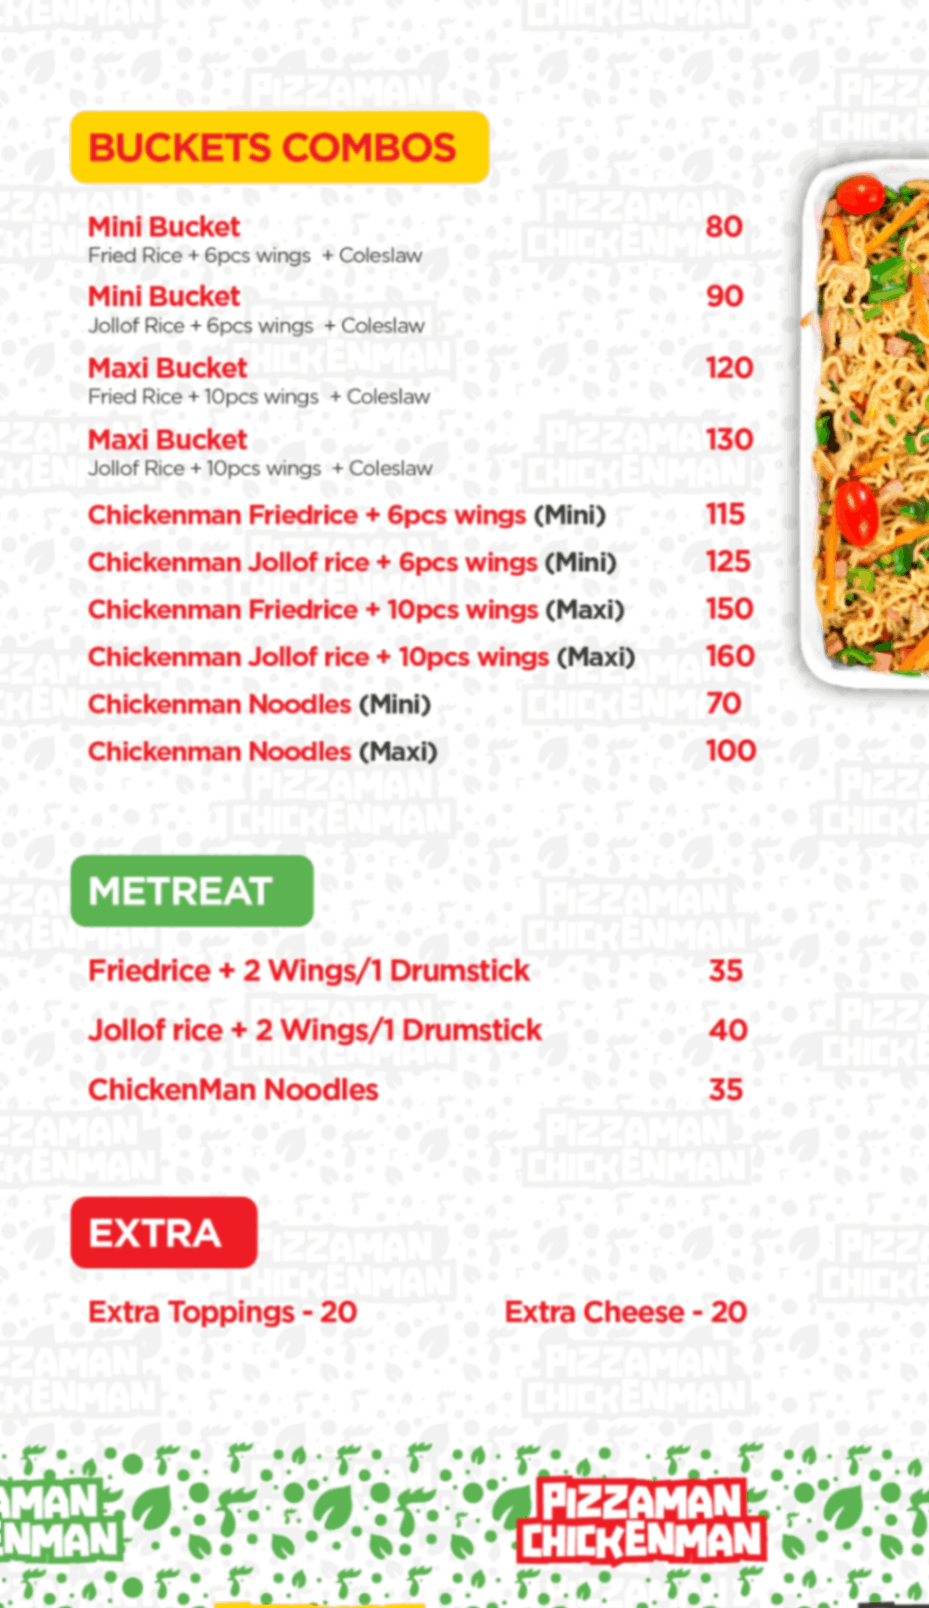 BUCKETS COMBOS
Mini Bucket 80
Fried Rice + 6pcs wings + Coleslaw
Mini Bucket 90
Jollof Rice + 6pcs wings + Coleslaw
Maxi Bucket 120
Fried Rice + 10pcs wings + Coleslaw
Maxi Bucket 130
Jollof Rice + 10pcs wings + Coleslaw
Chickenman Friedrice + 6pcs wings (Mini) 115
Chickenman Jollof rice + 6pcs wings (Mini) 125
Chickenman Friedrice + 10pcs wings (Maxi) 150
Chickenman Jollof rice + 10pcs wings (Maxi) 160
Chickenman Noodles (Mini) 70
Chickenman Noodles (Maxi) 100
METREAT
Friedrice + 2 Wings/1 Drumstick 35
Jollof rice + 2 Wings/1 Drumstick 40
ChickenMan Noodles 35
EXTRA
Extra Toppings - 20 Extra Cheese - 20
AMAN PIZZAMAN
ENMAN CHICKENMAN